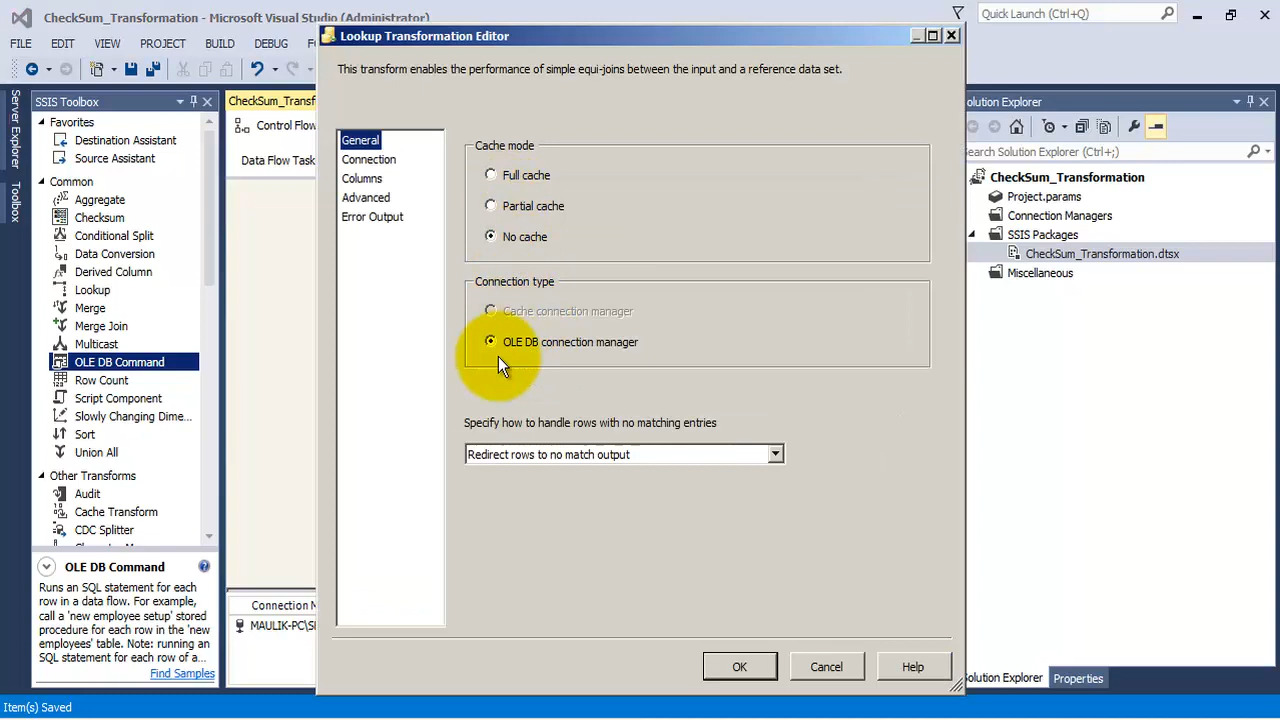 CheckSum_Transformation - Microsoft Visual Studio (Administrator)
Quick Launch (Ctrl+Q)
FILE EDIT VIEW PROJECT BUILD DEBUG
Lookup Transformation Editor
This transform enables the performance of simple equi-joins between the input and a reference data set.
Server Explorer
Toolbox
SSIS Toolbox
Favorites
Destination Assistant
Source Assistant
Common
Aggregate
Checksum
Conditional Split
Data Conversion
Derived Column
Lookup
Merge
Merge Join
Multicast
OLE DB Command
Row Count
Script Component
Slowly Changing Dime...
Sort
Union All
Other Transforms
Audit
Cache Transform
CDC Splitter
OLE DB Command
Runs an SQL statement for each
row in a data flow. For example,
call a 'new employee setup' stored
procedure for each row in the 'new
employees' table. Note: running an
SQL statement for each row of a...
Find Samples
CheckSum_Transf
Control Flow
Data Flow Task
Connection M
MAULIK-PC\S
General
Connection
Columns
Advanced
Error Output
Cache mode
Full cache
Partial cache
No cache
Connection type
Cache connection manager
OLE DB connection manager
Specify how to handle rows with no matching entries
Redirect rows to no match output
OK Cancel Help
olution Explorer
earch Solution Explorer (Ctrl+;)
CheckSum_Transformation
Project.params
Connection Managers
SSIS Packages
CheckSum_Transformation.dtsx
Miscellaneous
olution Explorer Properties
Item(s) Saved